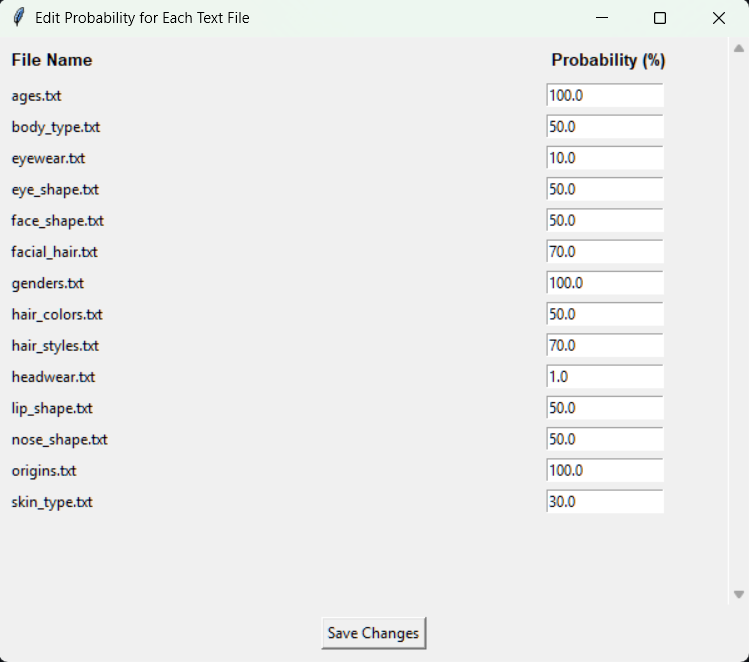 Edit Probability for Each Text File
File Name Probability (%)
ages.txt 100.0
body_type.txt 50.0
eyewear.txt 10.0
eye_shape.txt 50.0
face_shape.txt 50.0
facial_hair.txt 70.0
genders.txt 100.0
hair_colors.txt 50.0
hair_styles.txt 70.0
headwear.txt 1.0
lip_shape.txt 50.0
nose_shape.txt 50.0
origins.txt 100.0
skin_type.txt 30.0
Save Changes